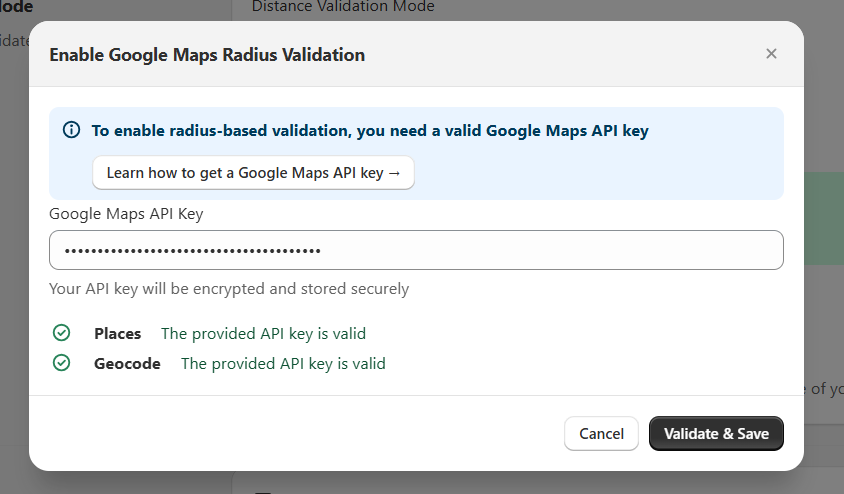 Distance Validation Mode
Enable Google Maps Radius Validation
To enable radius-based validation, you need a valid Google Maps API key
Learn how to get a Google Maps API key →
Google Maps API Key
•••••••••••••••••••••••••••••••••••••••
Your API key will be encrypted and stored securely
Places The provided API key is valid
Geocode The provided API key is valid
of yo
Cancel
Validate & Save